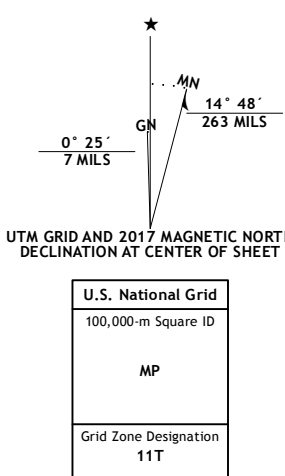 ★
MN
GN
14° 48´
263 MILS
0° 25´
7 MILS
UTM GRID AND 2017 MAGNETIC NORT
DECLINATION AT CENTER OF SHEET
U.S. National Grid
100,000-m Square ID
MP
Grid Zone Designation
11T